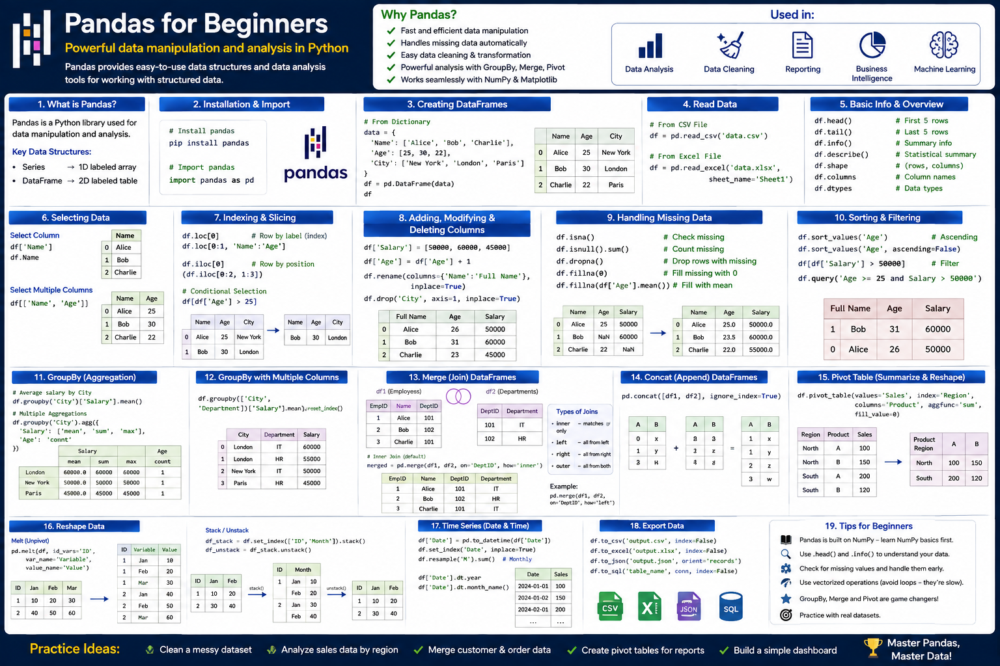 Pandas for Beginners
Powerful data manipulation and analysis in Python
Pandas provides easy-to-use data structures and data analysis
tools for working with structured data.
Why Pandas?
Fast and efficient data manipulation
Handles missing data automatically
Easy data cleaning & transformation
Powerful analysis with GroupBy, Merge, Pivot
Works seamlessly with NumPy & Matplotlib
Used in:
Data Analysis
Data Cleaning
Reporting
Business
Intelligence
Machine Learning
1. What is Pandas?
Pandas is a Python library used for
data manipulation and analysis.
Key Data Structures:
• Series → 1D labeled array
• DataFrame → 2D labeled table
2. Installation & Import
# Install pandas
pip install pandas
# Import pandas
import pandas as pd
pandas
3. Creating DataFrames
# From Dictionary
data = {
'Name': ['Alice', 'Bob', 'Charlie'],
'Age': [25, 30, 22],
'City': ['New York', 'London', 'Paris']
}
df = pd.DataFrame(data)
df
Name Age City
0 Alice 25 New York
1 Bob 30 London
2 Charlie 22 Paris
4. Read Data
# From CSV File
df = pd.read_csv('data.csv')
# From Excel File
df = pd.read_excel('data.xlsx',
sheet_name='Sheet1')
5. Basic Info & Overview
df.head() # First 5 rows
df.tail() # Last 5 rows
df.info() # Summary info
df.describe() # Statistical summary
df.shape # (rows, columns)
df.columns # Column names
df.dtypes # Data types
6. Selecting Data
Select Column
df['Name']
df.Name
Name
0 Alice
1 Bob
2 Charlie
Select Multiple Columns
df[['Name', 'Age']]
Name Age
0 Alice 25
1 Bob 30
2 Charlie 22
7. Indexing & Slicing
df.loc[0] # Row by label (index)
df.loc[0:1, 'Name':'Age']
df.iloc[0] # Row by position
(df.iloc[0:2, 1:3])
# Conditional Selection
df[df['Age'] > 25]
Name Age City
0 Alice 25 New York
1 Bob 30 London
Name Age City
Bob 30 London
8. Adding, Modifying &
Deleting Columns
df['Salary'] = [50000, 60000, 45000]
df['Age'] = df['Age'] + 1
df.rename(columns={'Name':'Full Name'},
inplace=True)
df.drop('City', axis=1, inplace=True)
Full Name Age Salary
0 Alice 26 50000
1 Bob 31 60000
2 Charlie 23 45000
9. Handling Missing Data
df.isna() # Check missing
df.isnull().sum() # Count missing
df.dropna() # Drop rows with missing
df.fillna(0) # Fill missing with 0
df.fillna(df['Age'].mean()) # Fill with mean
Name Age Salary
0 Alice 25 50000
1 Bob NaN 60000
2 Charlie 22 NaN
Name Age Salary
0 Alice 25.0 50000.0
1 Bob 23.5 60000.0
2 Charlie 22.0 55000.0
10. Sorting & Filtering
df.sort_values('Age') # Ascending
df.sort_values('Age', ascending=False)
df[df['Salary'] > 50000] # Filter
df.query('Age >= 25 and Salary > 50000')
Full Name Age Salary
1 Bob 31 60000
0 Alice 26 50000
11. GroupBy (Aggregation)
# Average salary by City
df.groupby('City')['Salary'].mean()
# Multiple Aggregations
df.groupby('City').agg({
'Salary': ['mean', 'sum', 'max'],
'Age': 'connt'
})
Salary Age
mean sum max count
London 60000.0 60000 60000 1
New York 50000.0 50000 50000 1
Paris 45000.0 45000 45000 1
12. GroupBy with Multiple Columns
df.groupby(['City',
'Department'])['Salary'].mean).reset_index()
City Department Salary
0 London IT 60000
1 London HR 55000
2 New York IT 50000
3 Paris HR 45000
13. Merge (Join) DataFrames
df1 (Employess)
EmpID Name DeptID
1 Alice 101
2 Bob 102
3 Charlie 101
df2 (Departments)
DeptID Department
101 IT
102 HR
# Inner Join (default)
merged = pd.merge(df1, df2, on='DeptID', how='inner')
EmpID Name DeptID Department
1 Alice 101 IT
2 Bob 102 HR
3 Charlie 101 IT
Types of Joins
• inner – matches
only
• left – all from left
• right – all from right
• outer – all from both
Example:
pd.merge(df1, df2,
on='DeptID', how='left')
14. Concat (Append) DataFrames
pd.concat([df1, df2], ignore_index=True)
A B
0 x
1 y
+
A B
3 z
=
A B
1 x
1 y
2 z
3 w
15. Pivot Table (Summarize & Reshape)
df.pivot_table(values='Sales', index='Region',
columns='Product', aggfunc='sum',
fill_value=0)
Region Product Sales
North A 100
North B 150
South A 200
South B 120
Product
Region A B
North 100 150
South 200 120
16. Reshape Data
Melt (Unpivot)
pd.melt(df, id_vars='ID',
var_name='Variable',
value_name='Value')
ID Jan Feb Mar
1 10 20 30
2 40 50 60
ID Variable Value
1 Jan 10
1 Feb 20
1 Mar 30
2 Jan 40
2 Feb 50
2 Mar 60
Stack / Unstack
df_stack = df.set_index(['ID','Month']).stack()
df_unstack = df_stack.unstack()
ID Jan Feb
1 10 20
2 30 40
stack()
ID Month
1 Jan 10
Feb 20
2 Jan 30
Feb 40
unstack()
ID Jan Feb
1 10 20
2 30 40
17. Time Series (Date & Time)
df['Date'] = pd.to_datetime(df['Date'])
df.set_index('Date', inplace=True)
df.resample('M').sum() # Monthly
df['Date'].dt.year
df['Date'].dt.month_name()
Date Sales
2024-01-01 100
2024-01-02 150
2024-02-01 200
... ...
18. Export Data
df.to_csv('output.csv', index=False)
df.to_excel('output.xlsx', index=False)
df.to_json('output.json', orient='records')
df.to_sql('table_name', conn, index=False)
CSV
X
JSON
SQL
19. Tips for Beginners
Pandas is built on NumPy – learn NumPy basics first.
Use .head() and .info() to understand your data.
Check for missing values and handle them early.
Use vectorized operations (avoid loops – they're slow).
GroupBy, Merge and Pivot are game changers!
Practice with real datasets.
Practice Ideas:
Clean a messy dataset
Analyze sales data by region
Merge customer & order data
Create pivot tables for reports
Build a simple dashboard
Master Pandas,
Master Data!